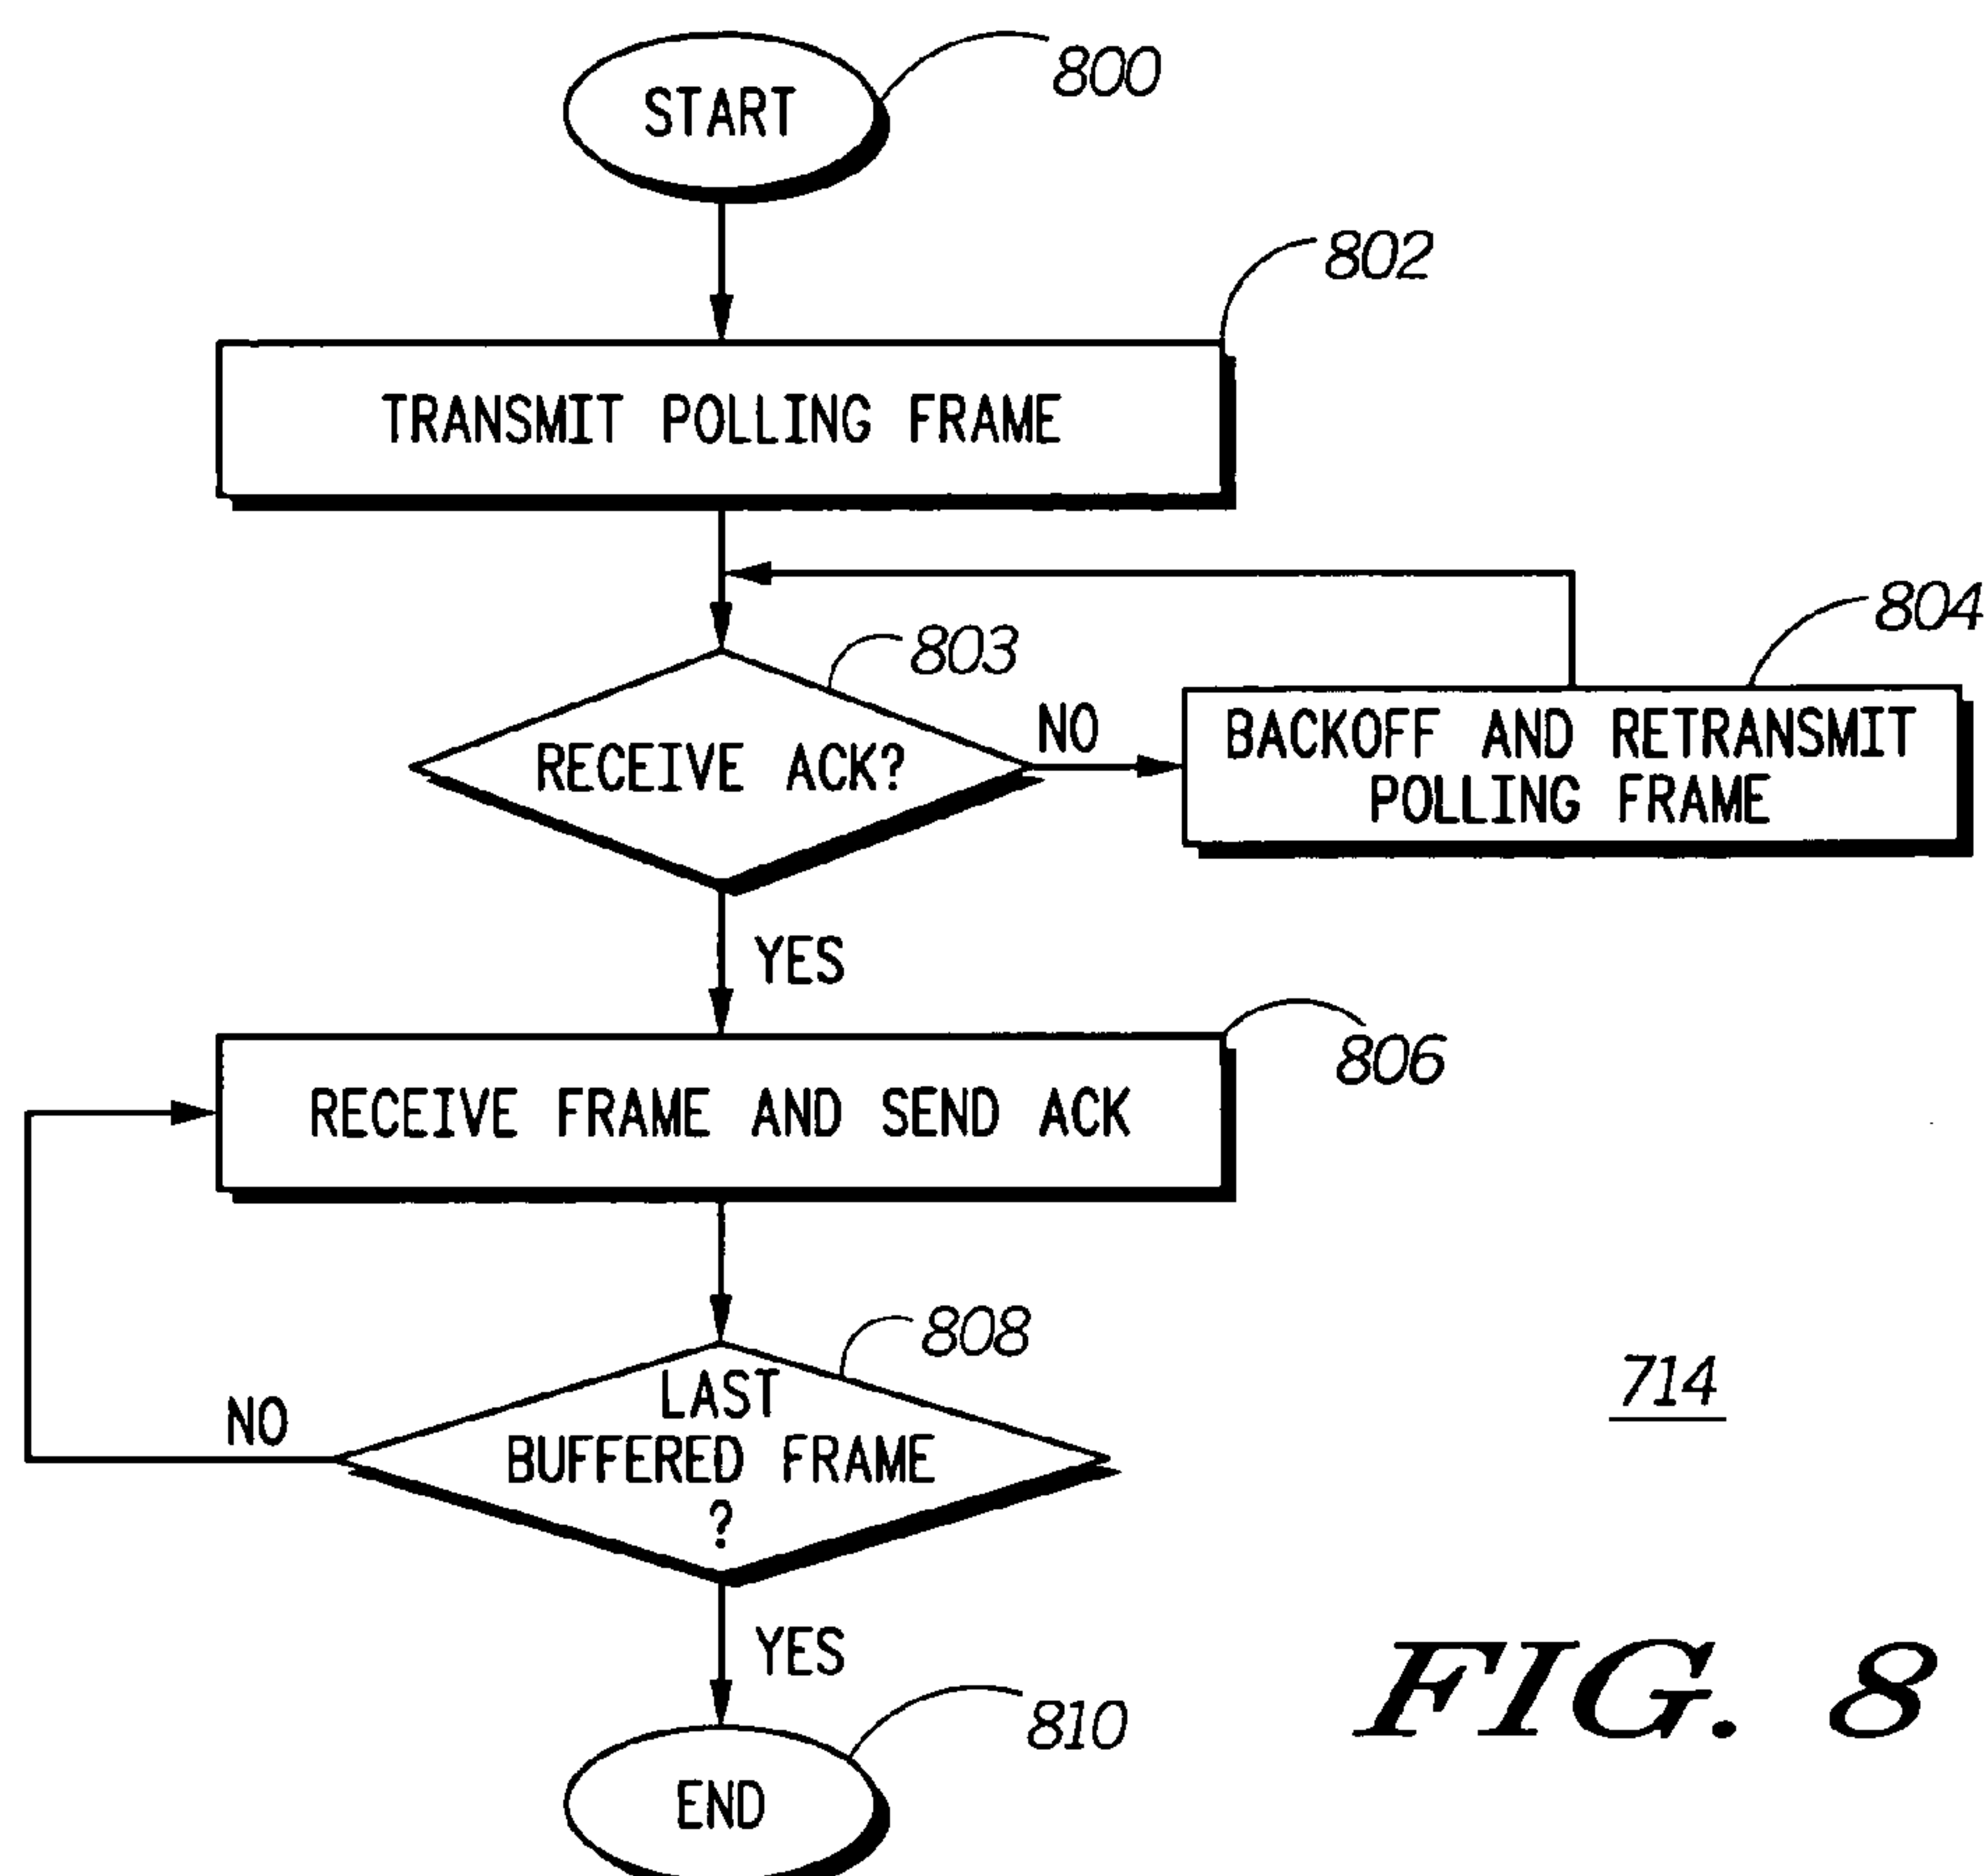 START
800
802
TRANSMIT POLLING FRAME
803
804
RECEIVE ACK?
NO
BACKOFF AND RETRANSMIT
POLLING FRAME
YES
806
RECEIVE FRAME AND SEND ACK
808
LAST
BUFFERED FRAME
?
NO
714
YES
810
END
FIG. 8